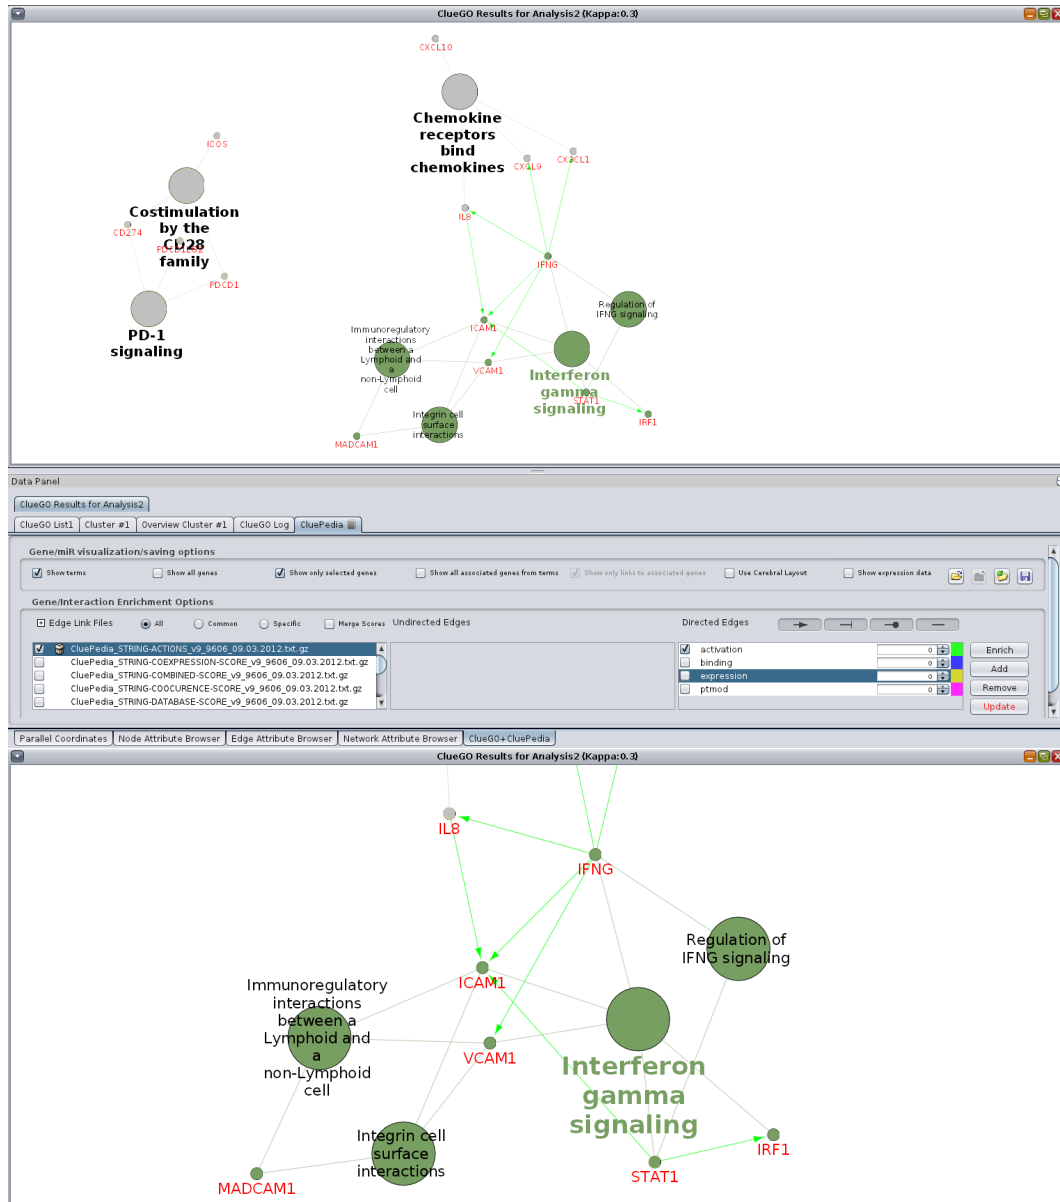 ClueGO Results for Analysis2 (Kappa:0.3)
CXCL10
Chemokine
receptors
bind
chemokines
CXCL9
CX3CL1
ICOS
Costimulation
by the
CD28
family
CD274
PDCD1LG2
PDCD1
PD-1
signaling
IL8
IFNG
Regulation of
IFNG signaling
ICAM1
Immunoregulatory
interactions
between a
Lymphoid and
a
non-Lymphoid
cell
VCAM1
Interferon
gamma
signaling
STAT1
IRF1
Integrin cell
surface
interactions
MADCAM1
Data Panel
ClueGO Results for Analysis2
ClueGO List1 Cluster #1 Overview Cluster #1 ClueGO Log CluePedia
Gene/miR visualization/saving options
Show terms Show all genes Show only selected genes Show all associated genes from terms Show only links to associated genes Use Cerebral Layout Show expression data
Gene/Interaction Enrichment Options
Edge Link Files All Common Specific Merge Scores Undirected Edges Directed Edges
CluePedia_STRING-ACTIONS_v9_9606_09.03.2012.txt.gz
CluePedia_STRING-COEXPRESSION-SCORE_v9_9606_09.03.2012.txt.gz
CluePedia_STRING-COMBINED-SCORE_v9_9606_09.03.2012.txt.gz
CluePedia_STRING-COOCURENCE-SCORE_v9_9606_09.03.2012.txt.gz
CluePedia_STRING-DATABASE-SCORE_v9_9606_09.03.2012.txt.gz
activation 0
binding 0
expression 0
ptmod 0
Enrich
Add
Remove
Update
Parallel Coordinates Node Attribute Browser Edge Attribute Browser Network Attribute Browser ClueGO+CluePedia
ClueGO Results for Analysis2 (Kappa:0.3)
IL8
IFNG
Regulation of
IFNG signaling
ICAM1
Immunoregulatory
interactions
between a
Lymphoid and
a
non-Lymphoid
cell
VCAM1
Interferon
gamma
signaling
Integrin cell
surface
interactions
IRF1
STAT1
MADCAM1